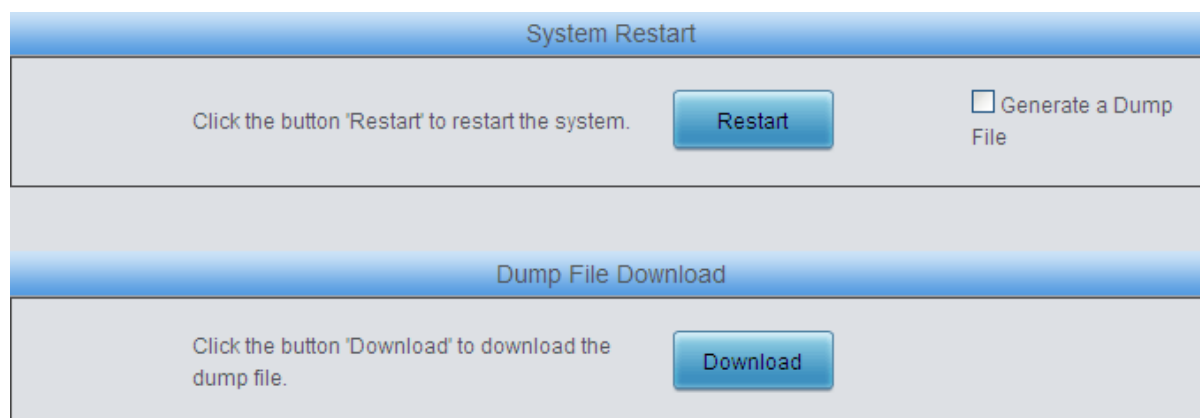 System Restart
Click the button 'Restart' to restart the system.
Restart
Generate a Dump
File
Dump File Download
Click the button 'Download' to download the
dump file.
Download